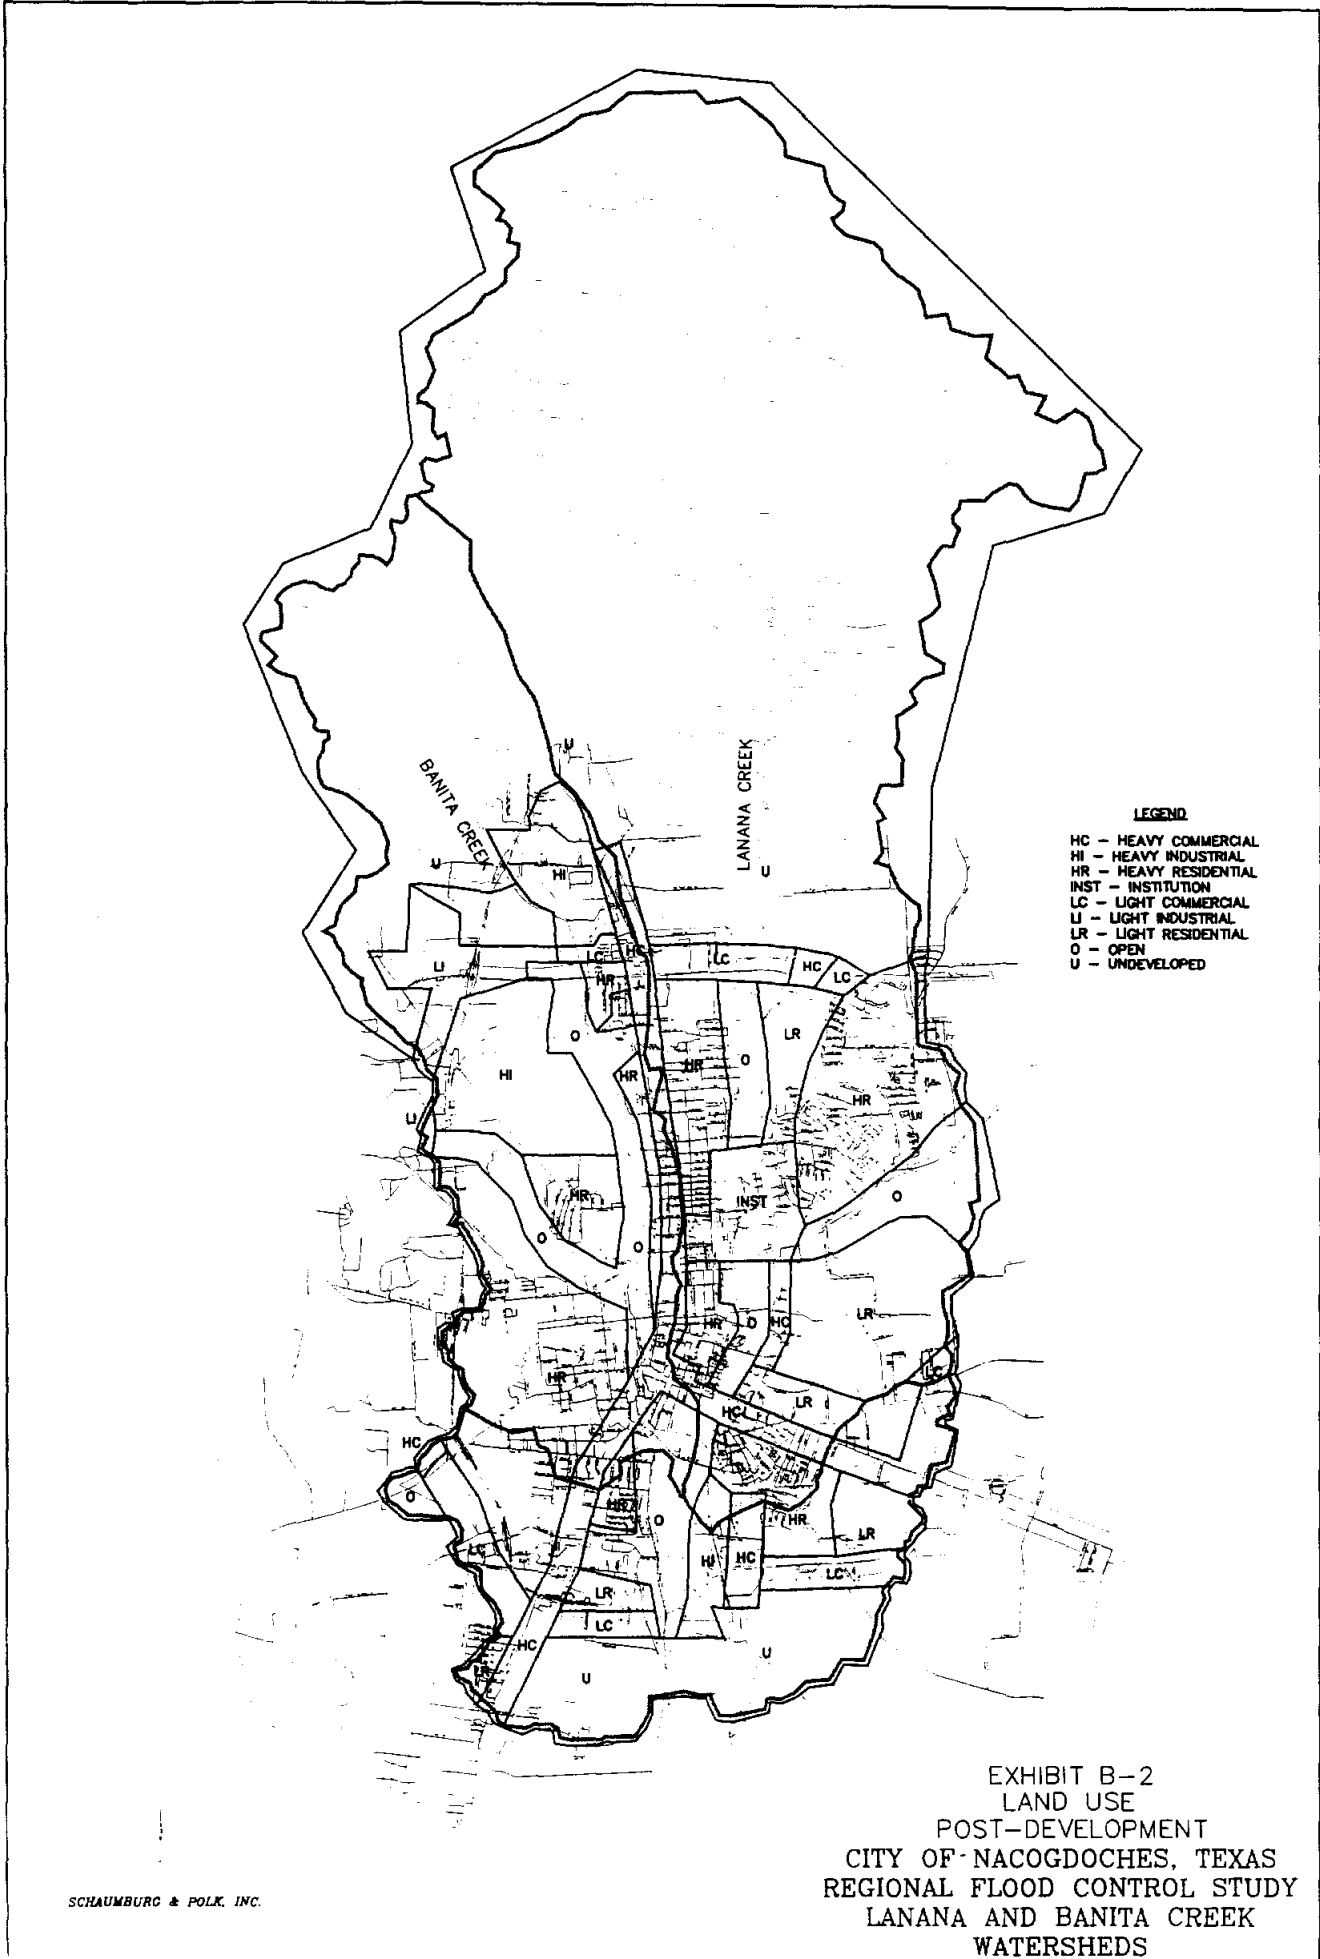 BANITA CREEK
LANANA CREEK
U
U
U
HI
LEGEND
HC – HEAVY COMMERCIAL
HI – HEAVY INDUSTRIAL
HR – HEAVY RESIDENTIAL
INST – INSTITUTION
LC – LIGHT COMMERCIAL
LI – LIGHT INDUSTRIAL
LR – LIGHT RESIDENTIAL
O – OPEN
U – UNDEVELOPED
LI
LC
HC
LC
HC
LC
HR
O
LR
HR
O
HI
HR
HR
LI
HR
INST
O
O
O
HR
O
HC
LR
HR
LC
LR
HC
HC
O
HR
O
HR
LR
LC
HI
HC
LC
LR
LC
HC
LR
U
U
EXHIBIT B–2
LAND USE
POST–DEVELOPMENT
CITY OF NACOGDOCHES, TEXAS
REGIONAL FLOOD CONTROL STUDY
LANANA AND BANITA CREEK
WATERSHEDS
SCHAUMBURG & POLK, INC.